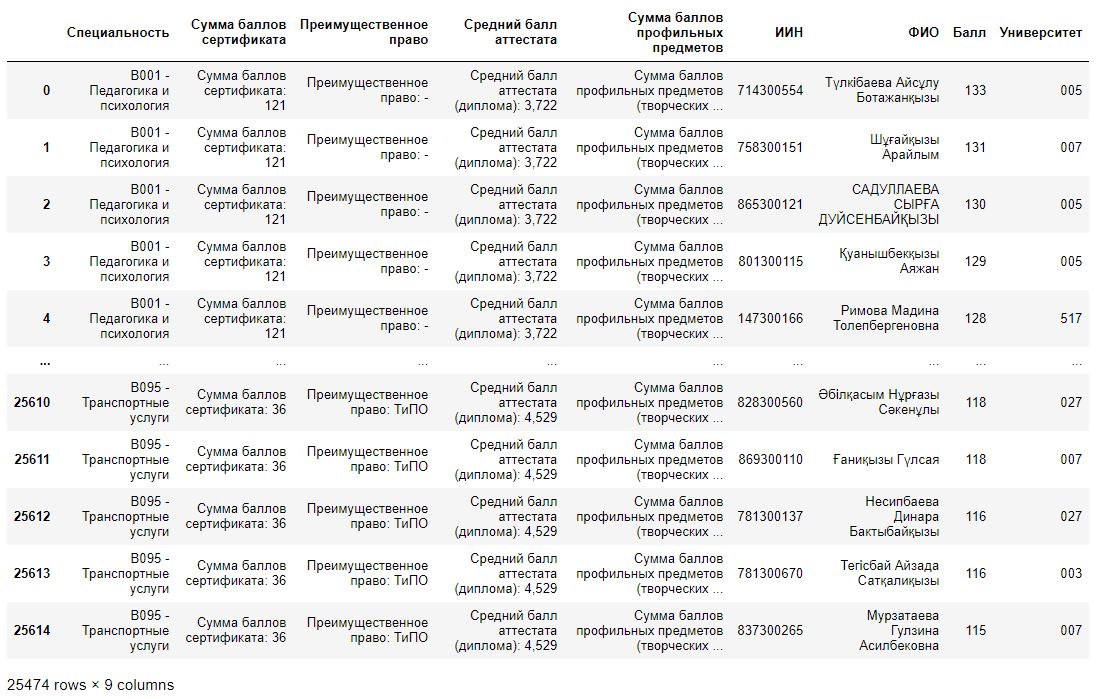 Специальность Сумма баллов сертификата Преимущественное право Средний балл аттестата Сумма баллов профильных предметов ИИН ФИО Балл Университет
0 B001 - Педагогика и психология Сумма баллов сертификата: 121 Преимущественное право: - Средний балл аттестата (диплома): 3,722 Сумма баллов профильных предметов (творческих ... 714300554 Түлкібаева Айсұлу Ботажанқызы 133 005
1 B001 - Педагогика и психология Сумма баллов сертификата: 121 Преимущественное право: - Средний балл аттестата (диплома): 3,722 Сумма баллов профильных предметов (творческих ... 758300151 Шұғайқызы Арайлым 131 007
2 B001 - Педагогика и психология Сумма баллов сертификата: 121 Преимущественное право: - Средний балл аттестата (диплома): 3,722 Сумма баллов профильных предметов (творческих ... 865300121 САДУЛЛАЕВА СЫРҒА ДУЙСЕНБАЙҚЫЗЫ 130 005
3 B001 - Педагогика и психология Сумма баллов сертификата: 121 Преимущественное право: - Средний балл аттестата (диплома): 3,722 Сумма баллов профильных предметов (творческих ... 801300115 Қуанышбекқызы Аяжан 129 005
4 B001 - Педагогика и психология Сумма баллов сертификата: 121 Преимущественное право: - Средний балл аттестата (диплома): 3,722 Сумма баллов профильных предметов (творческих ... 147300166 Римова Мадина Толепбергеновна 128 517
... ... ... ... ... ... ... ... ... ...
25610 B095 - Транспортные услуги Сумма баллов сертификата: 36 Преимущественное право: ТиПО Средний балл аттестата (диплома): 4,529 Сумма баллов профильных предметов (творческих ... 828300560 Әбілқасым Нұрғазы Сәкенұлы 118 027
25611 B095 - Транспортные услуги Сумма баллов сертификата: 36 Преимущественное право: ТиПО Средний балл аттестата (диплома): 4,529 Сумма баллов профильных предметов (творческих ... 869300110 Ғаниқызы Гүлсая 118 007
25612 B095 - Транспортные услуги Сумма баллов сертификата: 36 Преимущественное право: ТиПО Средний балл аттестата (диплома): 4,529 Сумма баллов профильных предметов (творческих ... 781300137 Несипбаева Динара Бактыбайқызы 116 027
25613 B095 - Транспортные услуги Сумма баллов сертификата: 36 Преимущественное право: ТиПО Средний балл аттестата (диплома): 4,529 Сумма баллов профильных предметов (творческих ... 781300670 Тегісбай Айзада Сатқалиқызы 116 003
25614 B095 - Транспортные услуги Сумма баллов сертификата: 36 Преимущественное право: ТиПО Средний балл аттестата (диплома): 4,529 Сумма баллов профильных предметов (творческих ... 837300265 Мурзатаева Гулзина Асилбековна 115 007
25474 rows × 9 columns